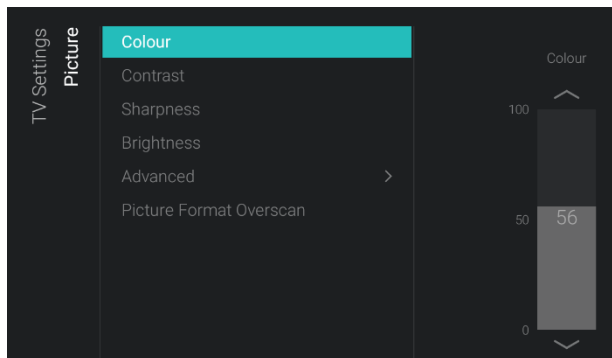 TV Settings
Picture
Colour
Contrast
Sharpness
Brightness
Advanced
Picture Format Overscan
Colour
100
50
56
0